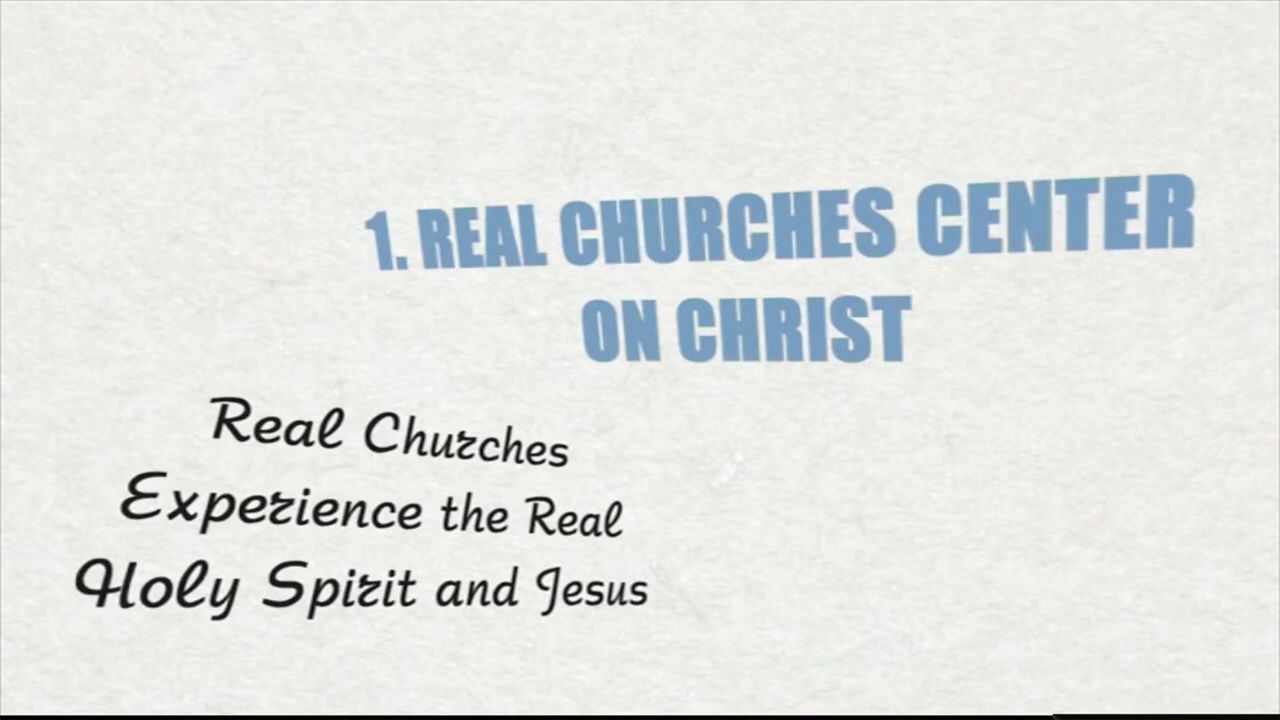 1. REAL CHURCHES CENTER
ON CHRIST
Real Churches
Experience the Real
Holy Spirit and Jesus